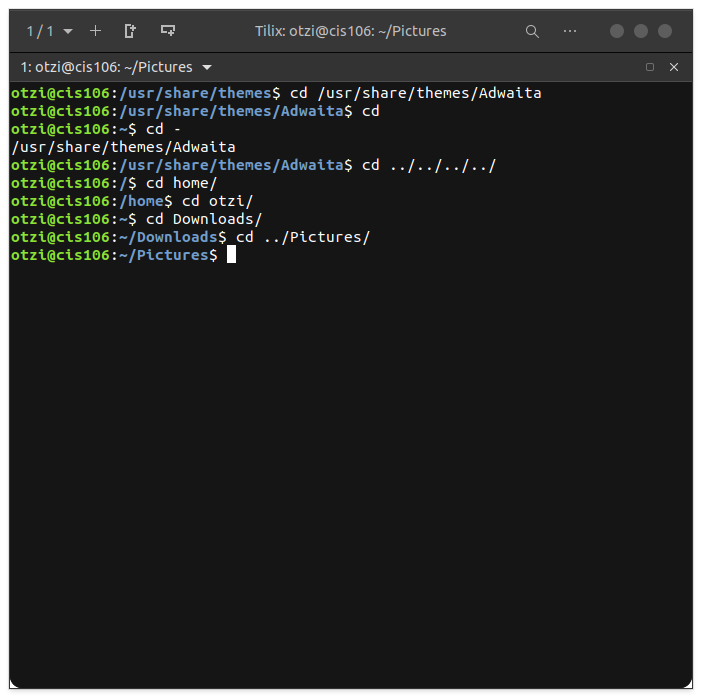 1 / 1 Tilix: otzi@cis106: ~/Pictures
1: otzi@cis106: ~/Pictures
otzi@cis106:/usr/share/themes$ cd /usr/share/themes/Adwaita
otzi@cis106:/usr/share/themes/Adwaita$ cd
otzi@cis106:~$ cd -
/usr/share/themes/Adwaita
otzi@cis106:/usr/share/themes/Adwaita$ cd ../../../../
otzi@cis106:/$ cd home/
otzi@cis106:/home$ cd otzi/
otzi@cis106:~$ cd Downloads/
otzi@cis106:~/Downloads$ cd ../Pictures/
otzi@cis106:~/Pictures$